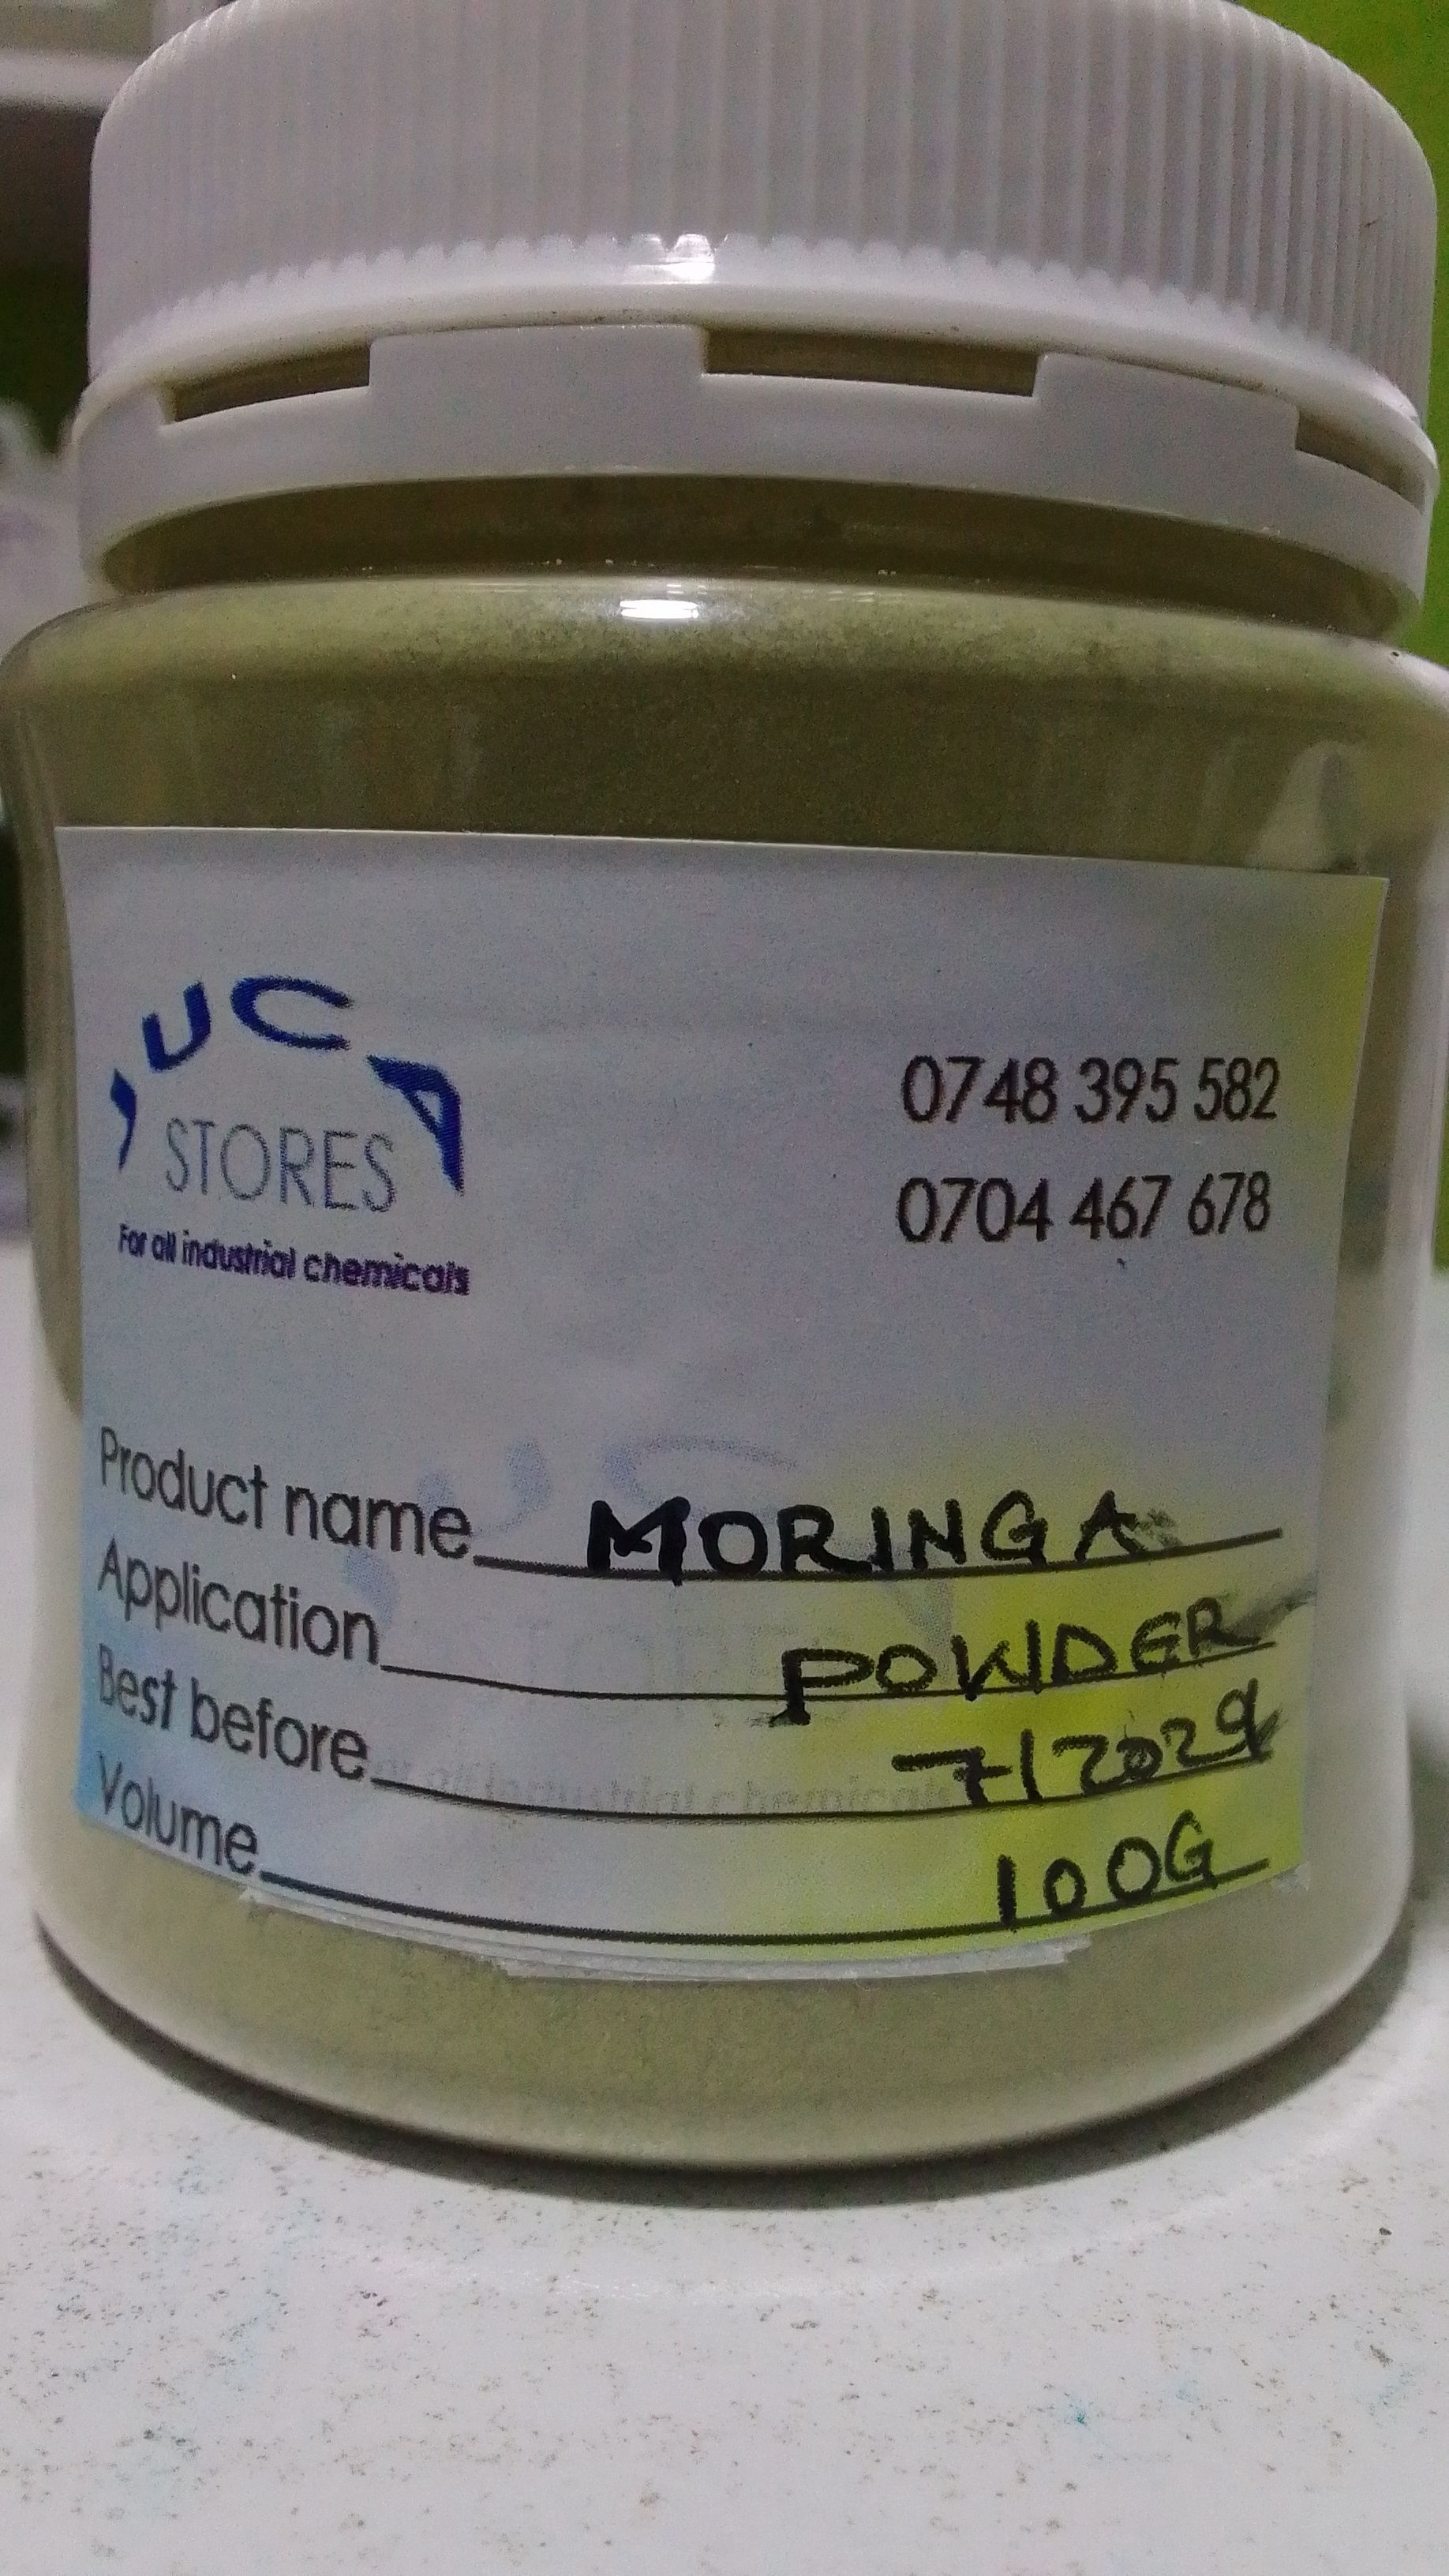 JUCA
STORES
For all industrial chemicals
0748 395 582
0704 467 678
Product name MORINGA
Application POWDER
Best before 7/2029
Volume 100G